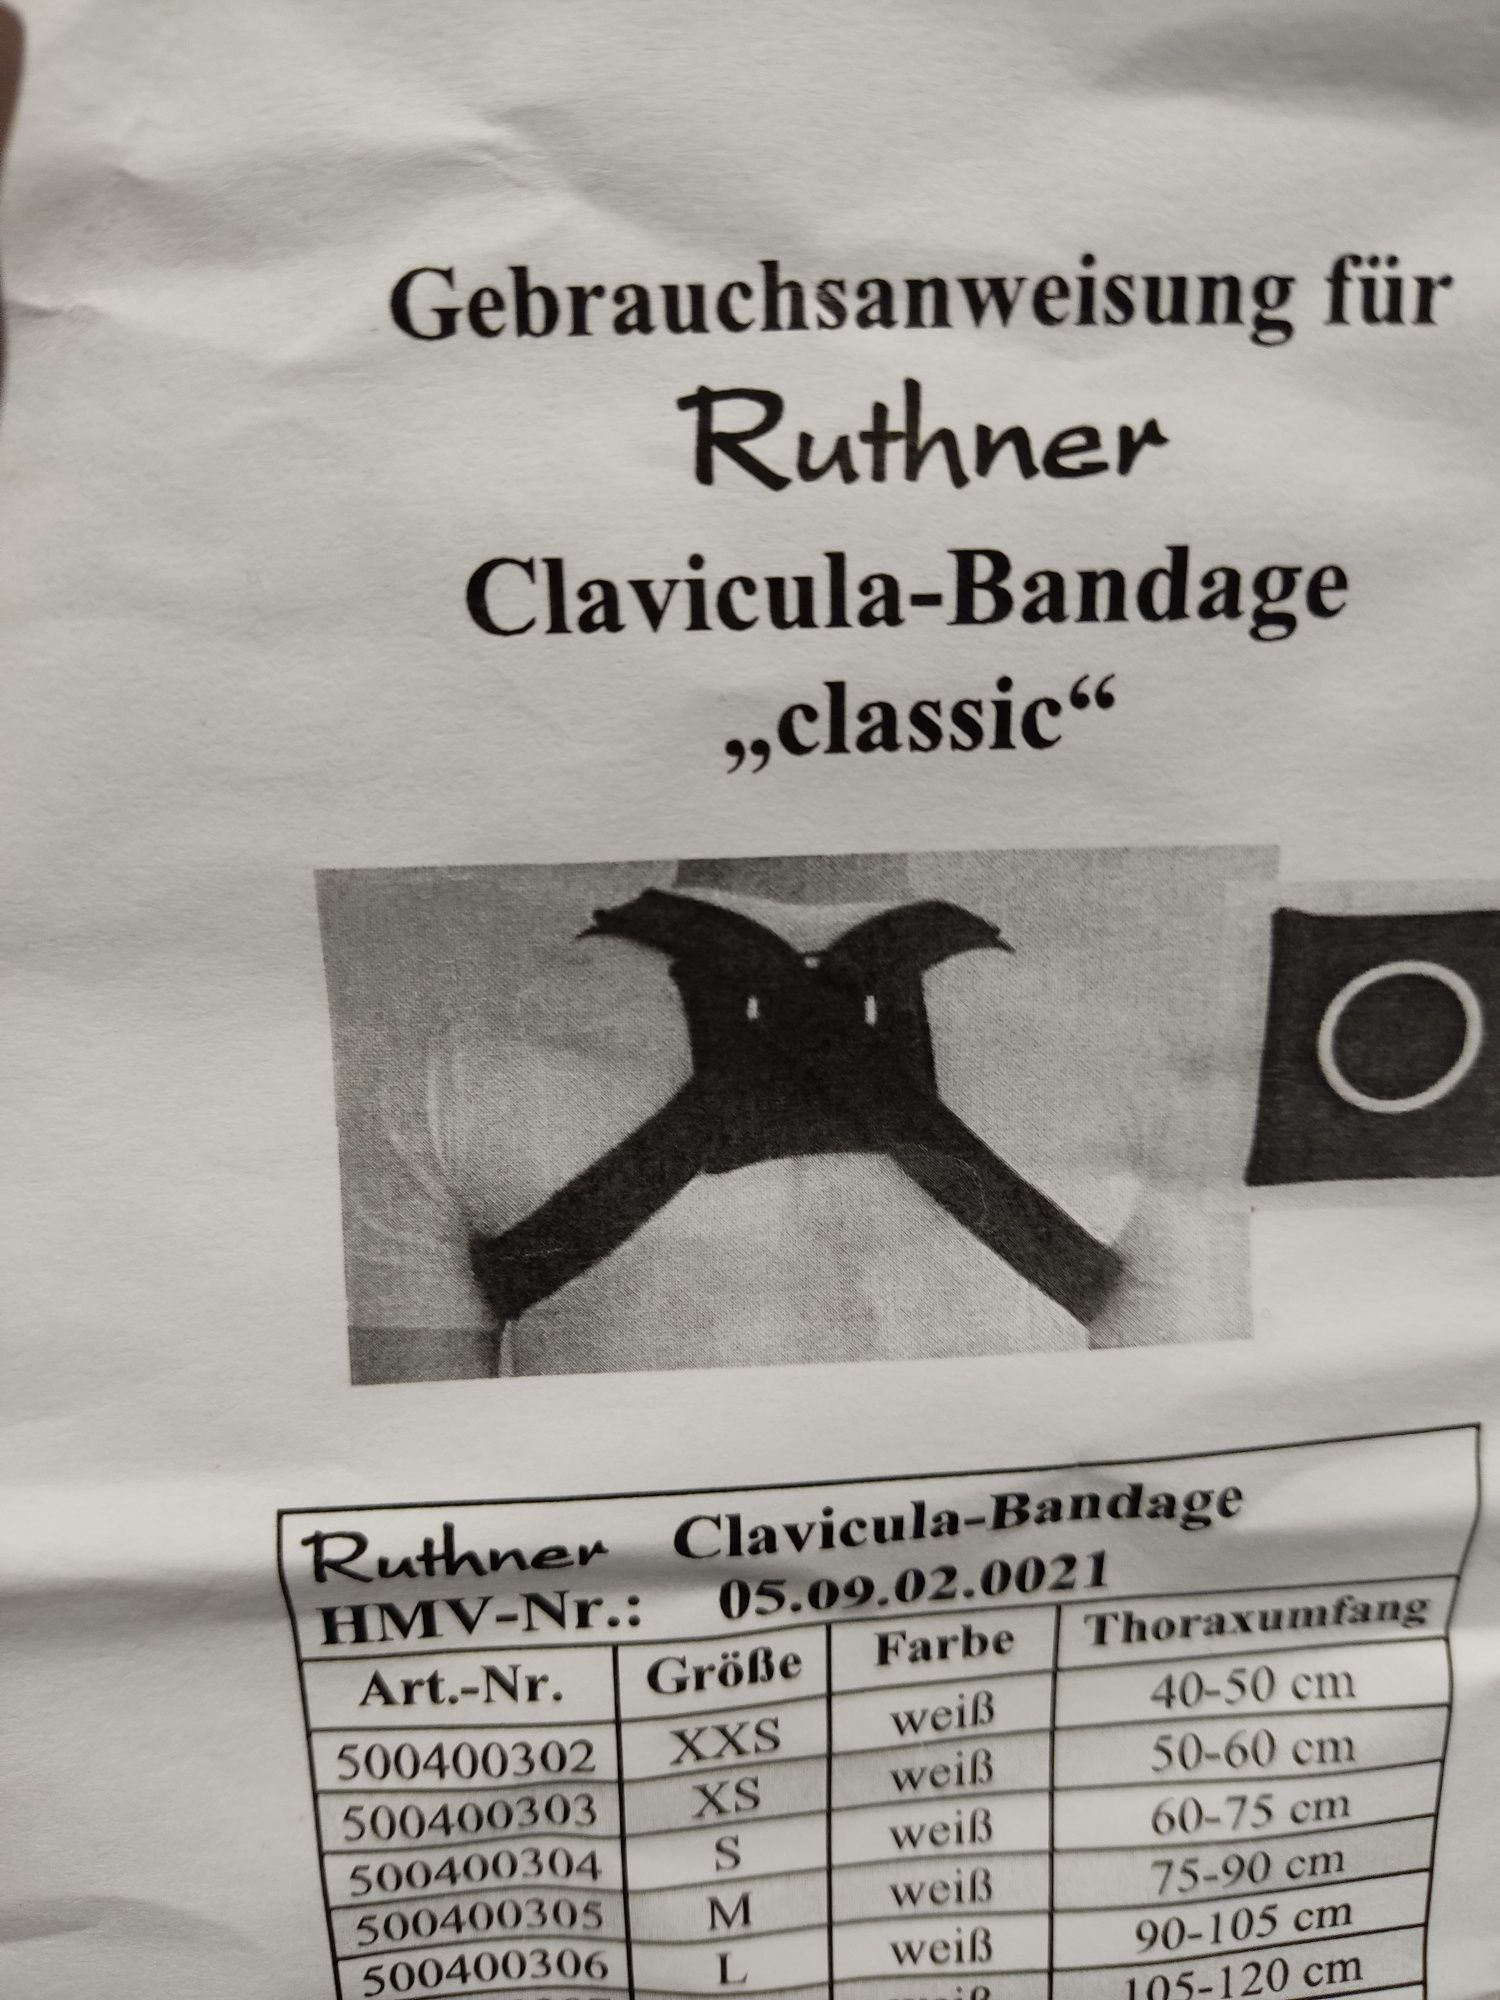 Gebrauchsanweisung für
Ruthner
Clavicula-Bandage
„classic“
Ruthner Clavicula-Bandage
HMV-Nr.: 05.09.02.0021
Art.-Nr. Größe Farbe Thoraxumfang
500400302 XXS weiß 40-50 cm
500400303 XS weiß 50-60 cm
500400304 S weiß 60-75 cm
500400305 M weiß 75-90 cm
500400306 L weiß 90-105 cm
weiß 105-120 cm